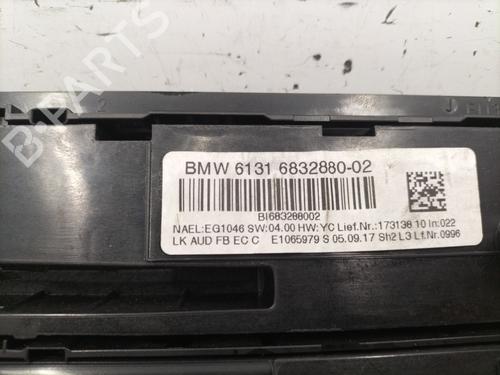 B-PARTS
2
BMW 6131 6832880-02
BI683288002
NAEL:EG1046 SW:04.00 HW:YC Lief.Nr.:173138 10 In:022
LK AUD FB EC C E1065979 S 05.09.17 Sh2 L3 Lf.Nr.0996